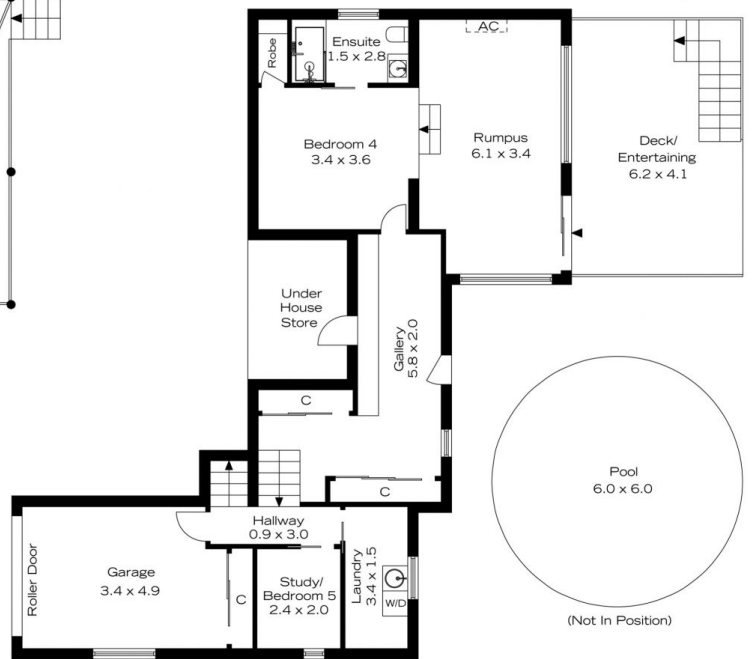 AC
Robe
Ensuite
1.5 x 2.8
Bedroom 4
3.4 x 3.6
Rumpus
6.1 x 3.4
Deck/
Entertaining
6.2 x 4.1
Under
House
Store
Gallery
5.8 x 2.0
C
C
Pool
6.0 x 6.0
(Not In Position)
Hallway
0.9 x 3.0
Roller Door
Garage
3.4 x 4.9
C
Study/
Bedroom 5
2.4 x 2.0
Laundry
3.4 x 1.5
W/D